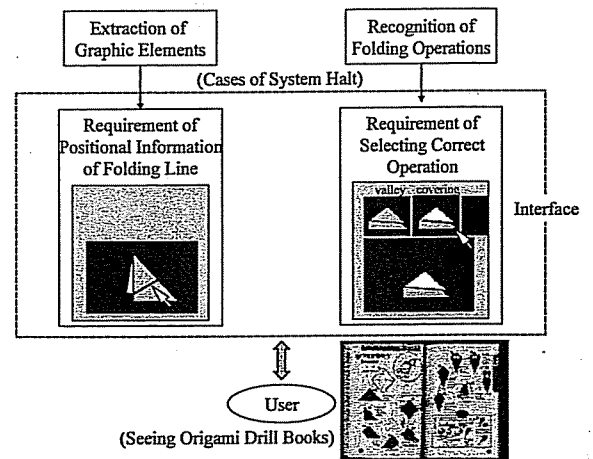 Extraction of
Graphic Elements
Recognition of
Folding Operations
(Cases of System Halt)
Requirement of
Positional Information
of Folding Line
Requirement of
Selecting Correct
Operation
valley covering
Interface
User
(Seeing Origami Drill Books)